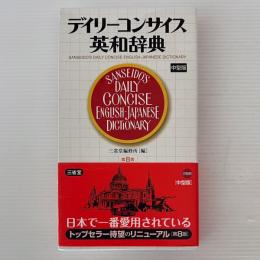 デイリーコンサイス
英和辞典
SANSEIDO'S DAILY CONCISE ENGLISH-JAPANESE DICTIONARY
中型版
SANSEIDO'S
DAILY
CONCISE
ENGLISH-JAPANESE
DICTIONARY
三省堂編修所[編]
第8版
三省堂
中型版
日本で一番愛用されている
トップセラー待望のリニューアル[第8版]